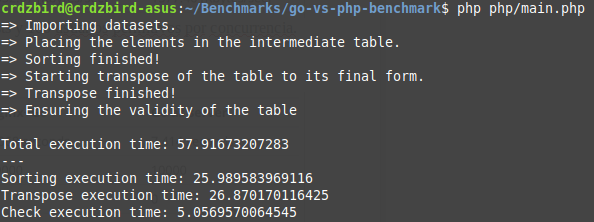 crdzbird@crdzbird-asus:~/Benchmarks/go-vs-php-benchmark$ php php/main.php
=> Importing datasets.
=> Placing the elements in the intermediate table.
=> Sorting finished!
=> Starting transpose of the table to its final form.
=> Transpose finished!
=> Ensuring the validity of the table
Total execution time: 57.91673207283
---
Sorting execution time: 25.989583969116
Transpose execution time: 26.870170116425
Check execution time: 5.0569570064545